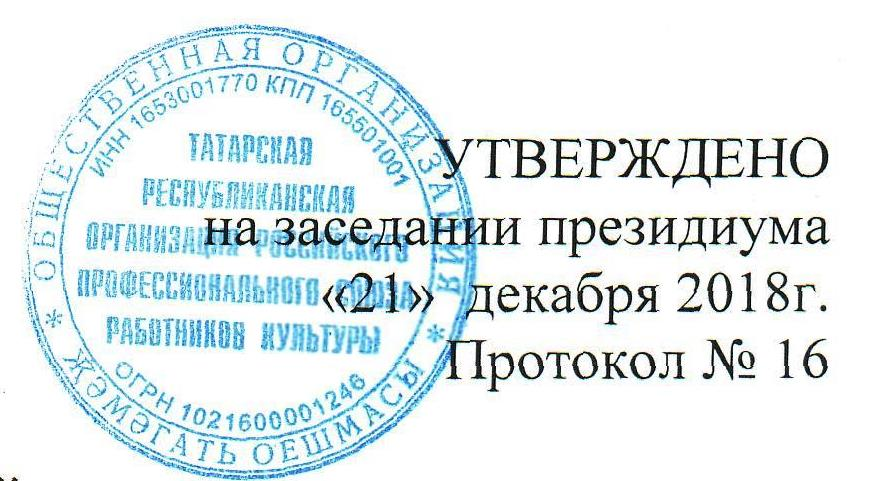 ОБЩЕСТВЕННАЯ ОРГАНИЗАЦИЯ
* ҖӘМӘГАТЬ ОЕШМАСЫ *
ИНН 1653001770 КПП 165501001
ТАТАРСКАЯ
РЕСПУБЛИКАНСКАЯ
ОРГАНИЗАЦИЯ РОССИЙСКОГО
ПРОФЕССИОНАЛЬНОГО СОЮЗА
РАБОТНИКОВ КУЛЬТУРЫ
ОГРН 1021600001246
УТВЕРЖДЕНО
на заседании президиума
«21» декабря 2018г.
Протокол № 16